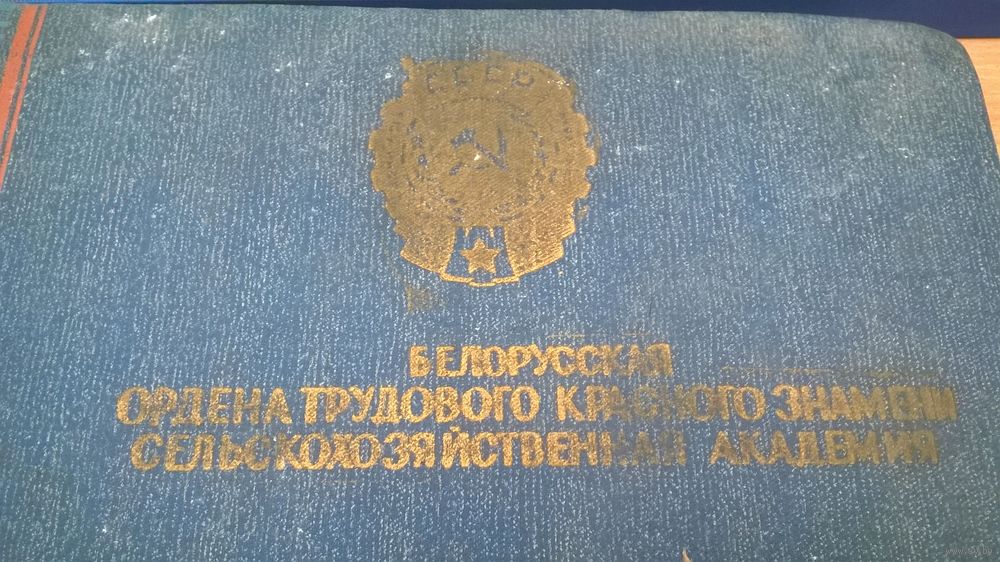 СССР
БЕЛОРУССКАЯ
ОРДЕНА ТРУДОВОГО КРАСНОГО ЗНАМЕНИ
СЕЛЬСКОХОЗЯЙСТВЕННАЯ АКАДЕМИЯ